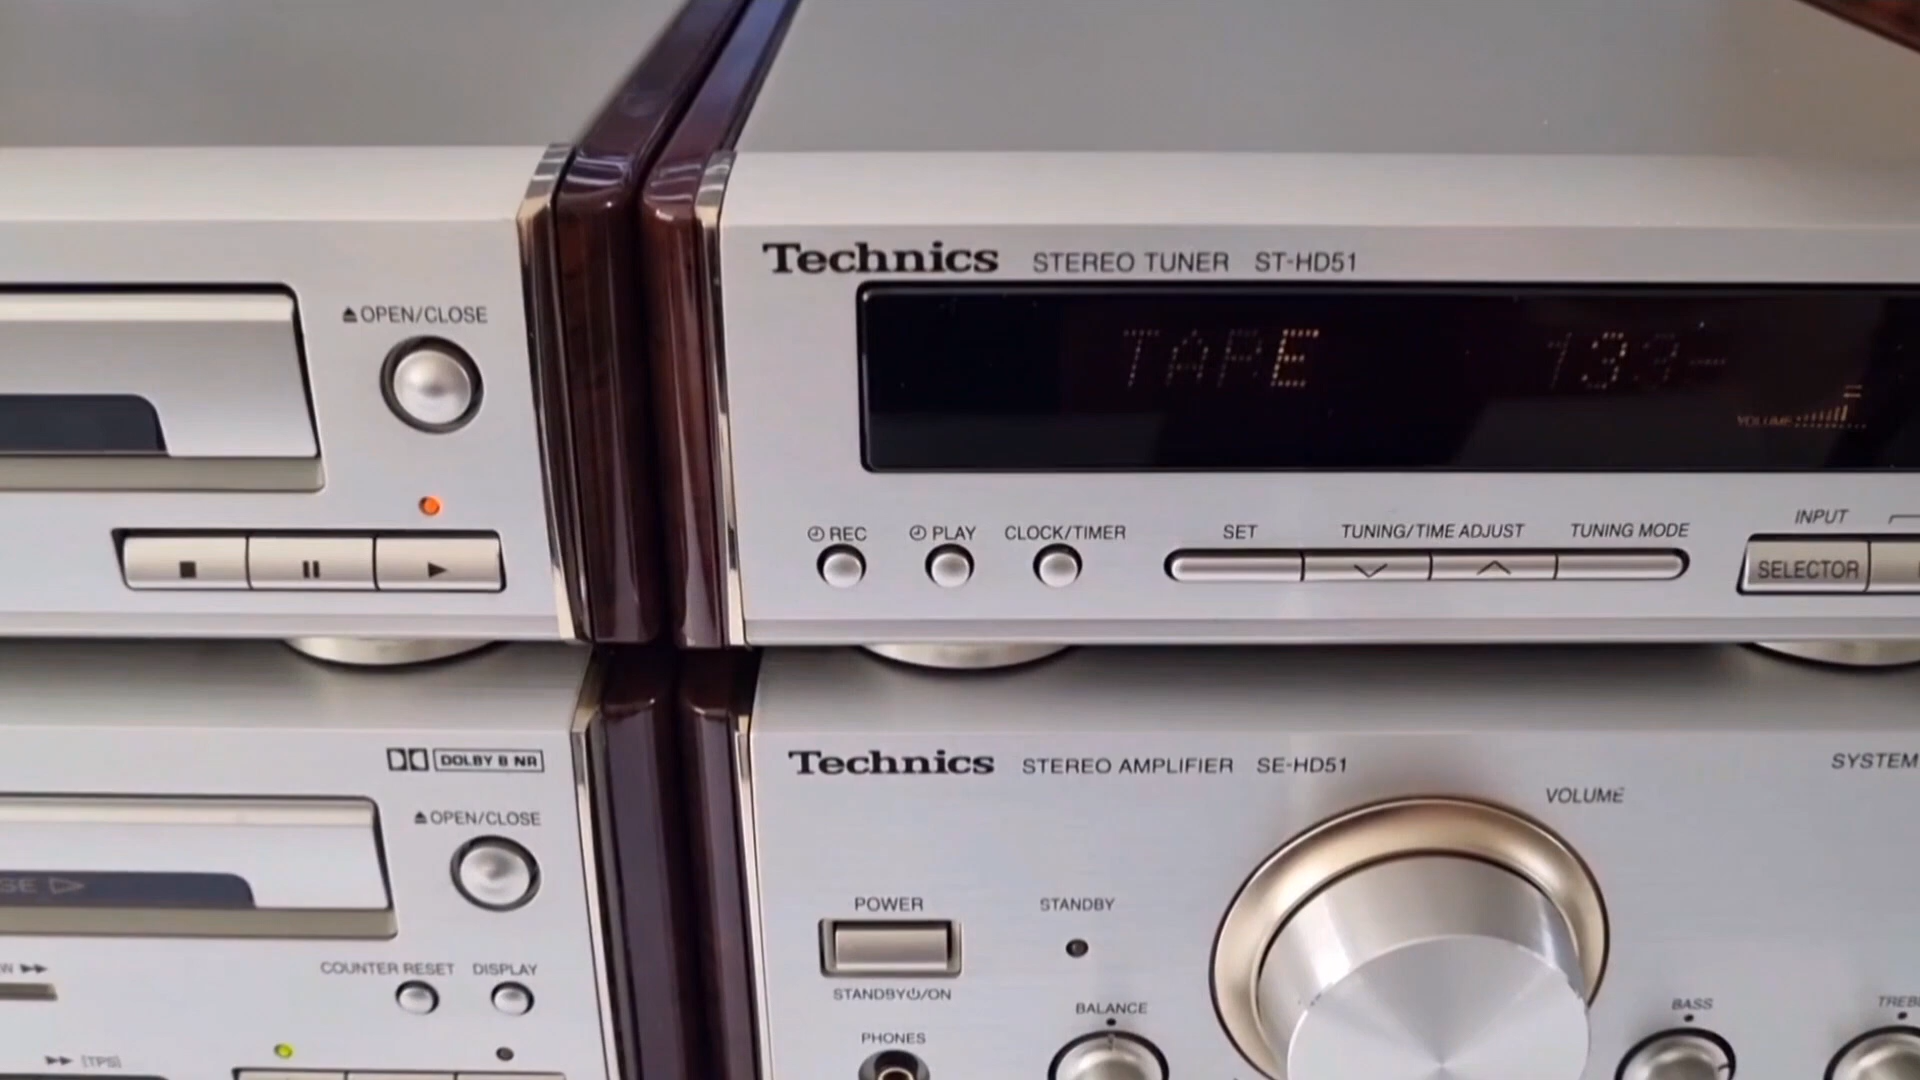 Technics STEREO TUNER ST-HD51
OPEN/CLOSE
TAPE
VOLUME
REC PLAY CLOCK/TIMER SET TUNING/TIME ADJUST TUNING MODE INPUT
SELECTOR
DOLBY B NR
OPEN/CLOSE
COUNTER RESET DISPLAY
[TPS]
Technics STEREO AMPLIFIER SE-HD51 SYSTEM
VOLUME
POWER STANDBY
STANDBY⏻/ON
BALANCE BASS
PHONES